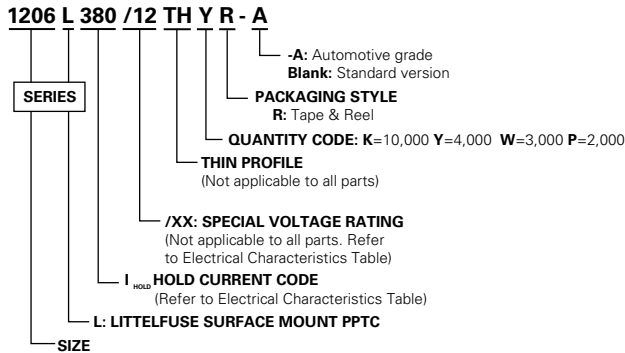 1206 L 380 /12 TH Y R - A
-A: Automotive grade
Blank: Standard version
SERIES
PACKAGING STYLE
R: Tape & Reel
QUANTITY CODE: K=10,000 Y=4,000 W=3,000 P=2,000
THIN PROFILE
(Not applicable to all parts)
/XX: SPECIAL VOLTAGE RATING
(Not applicable to all parts. Refer
to Electrical Characteristics Table)
I HOLD HOLD CURRENT CODE
(Refer to Electrical Characteristics Table)
L: LITTELFUSE SURFACE MOUNT PPTC
SIZE